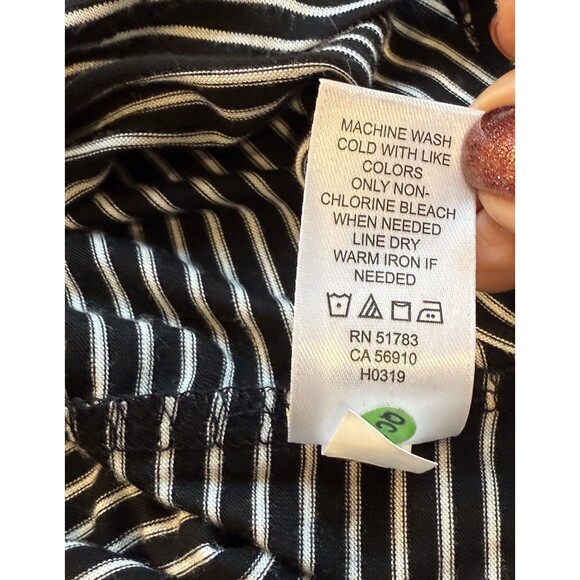 MACHINE WASH
COLD WITH LIKE
COLORS
ONLY NON-
CHLORINE BLEACH
WHEN NEEDED
LINE DRY
WARM IRON IF
NEEDED
RN 51783
CA 56910
H0319
QC